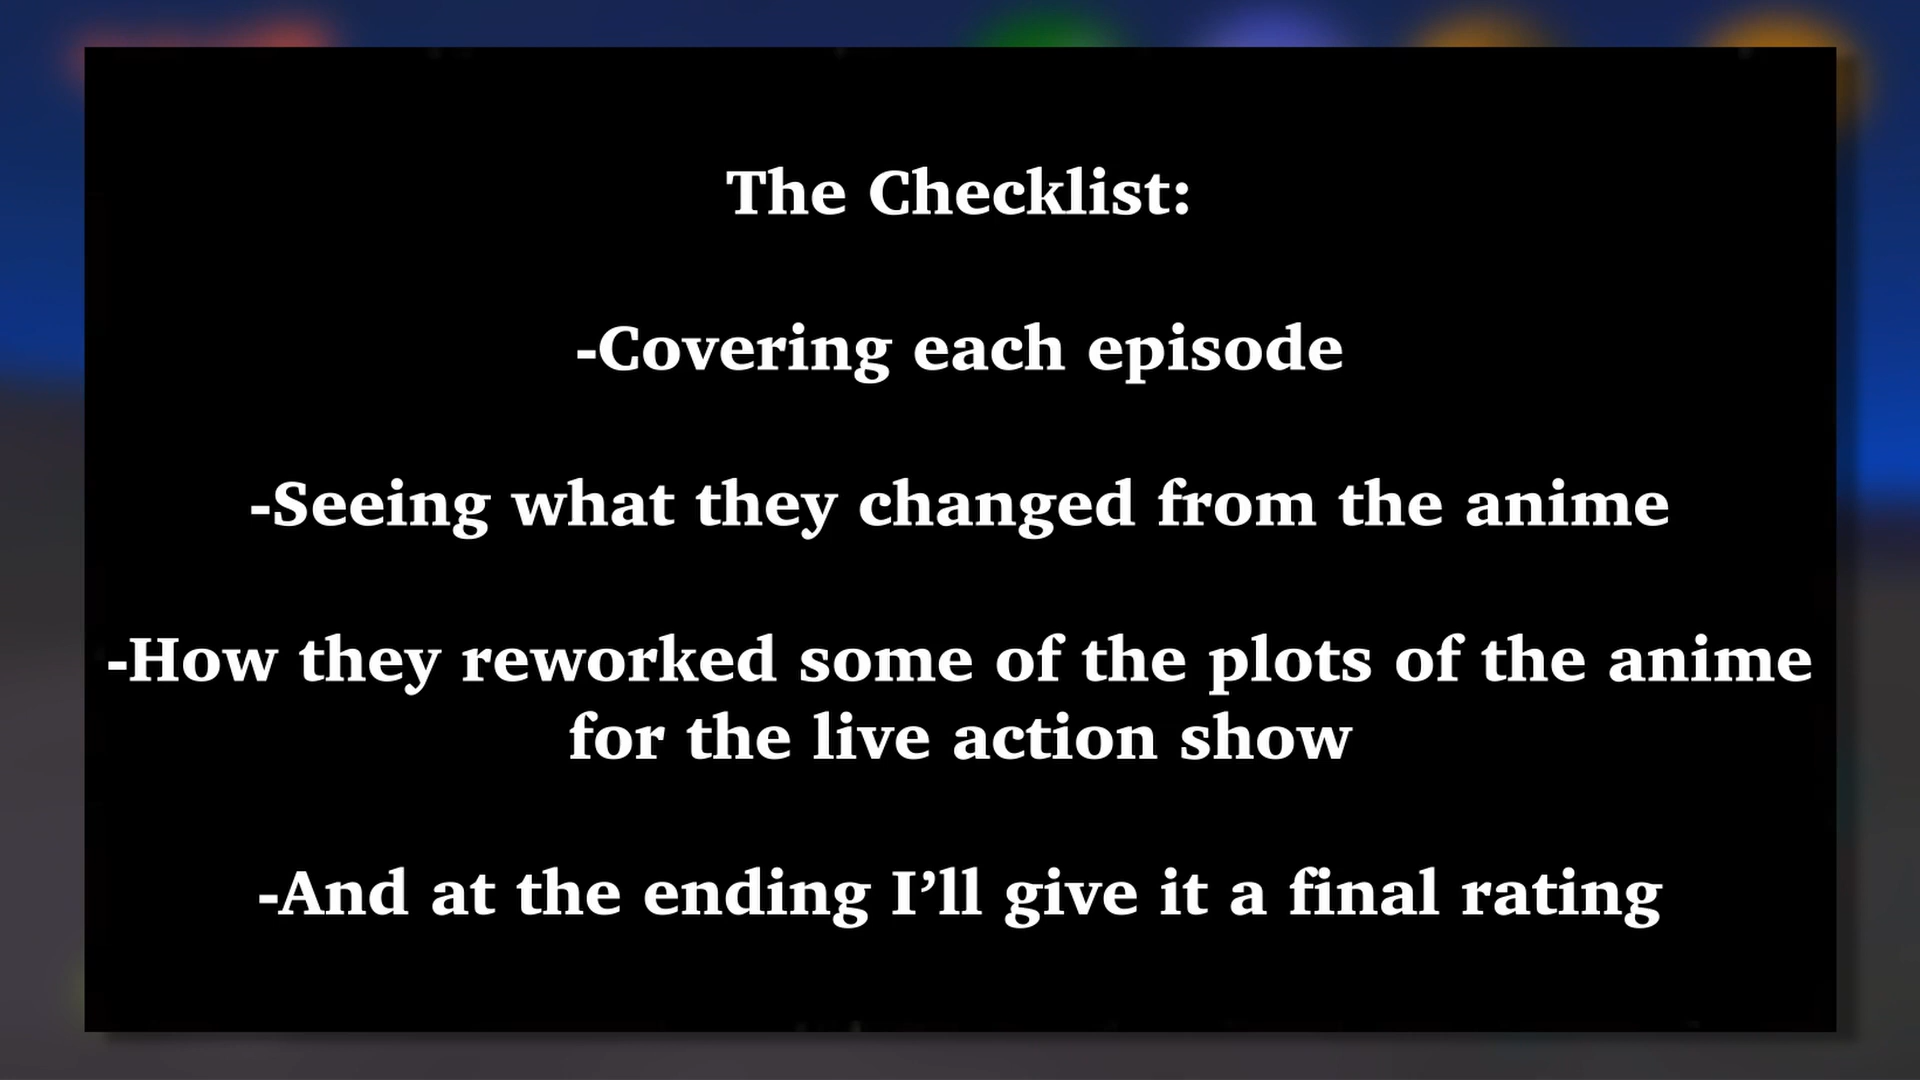 The Checklist:
-Covering each episode
-Seeing what they changed from the anime
-How they reworked some of the plots of the anime
for the live action show
-And at the ending I’ll give it a final rating